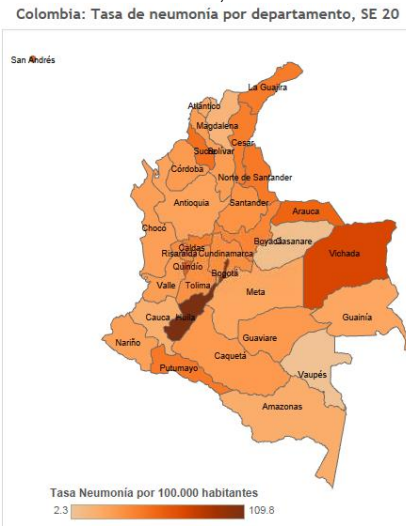 Colombia: Tasa de neumonía por departamento, SE 20
San Andrés
La Guajira
Atlántico
Magdalena
Cesar
Sucre Bolívar
Córdoba
Norte de Santander
Antioquia
Santander
Arauca
Chocó
Boyacá Casanare
Caldas
Risaralda Cundinamarca
Vichada
Quindío
Bogotá
Valle
Tolima
Meta
Cauca
Huila
Guainía
Nariño
Guaviare
Caquetá
Putumayo
Vaupés
Amazonas
Tasa Neumonía por 100.000 habitantes
2.3 109.8